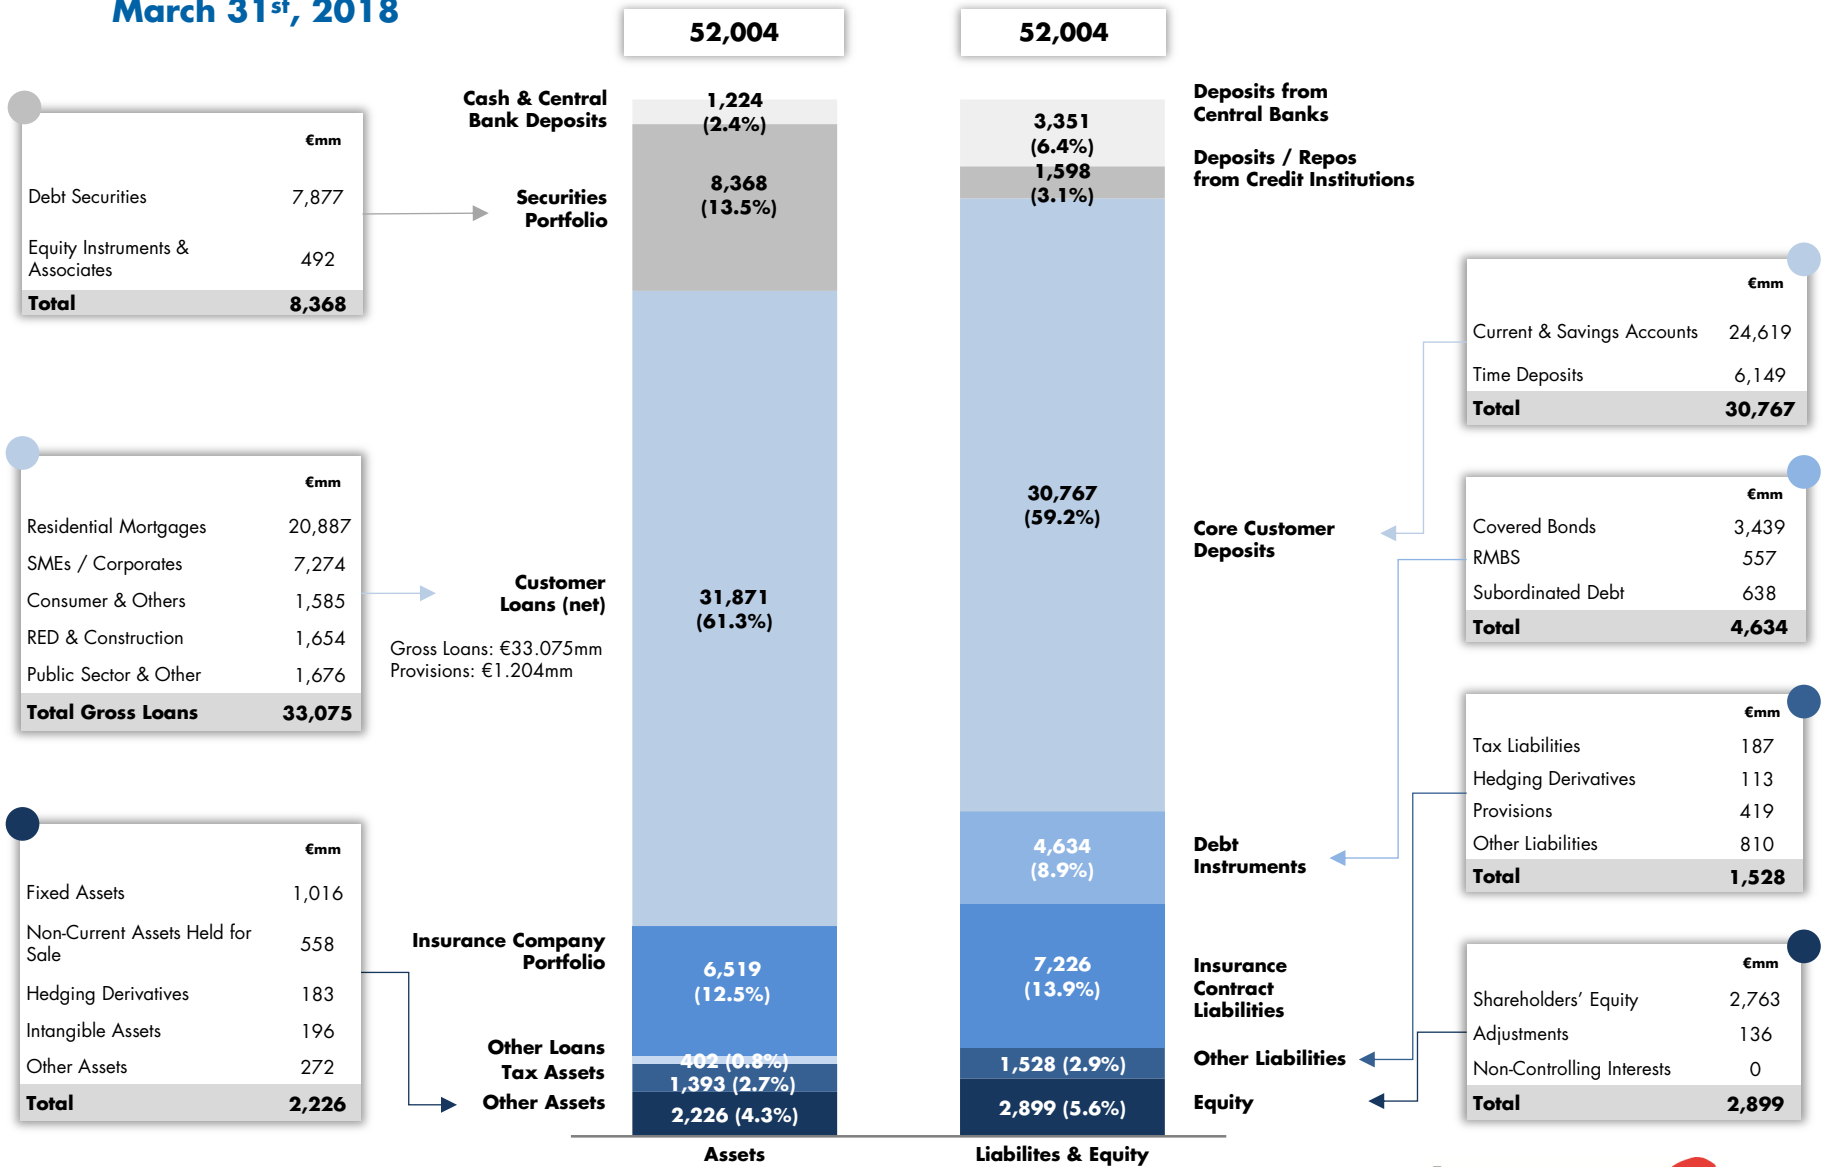 March 31st, 2018
52,004
52,004
€mm
Debt Securities 7,877
Equity Instruments &
Associates 492
Total 8,368
€mm
Residential Mortgages 20,887
SMEs / Corporates 7,274
Consumer & Others 1,585
RED & Construction 1,654
Public Sector & Other 1,676
Total Gross Loans 33,075
€mm
Fixed Assets 1,016
Non-Current Assets Held for
Sale 558
Hedging Derivatives 183
Intangible Assets 196
Other Assets 272
Total 2,226
Cash & Central
Bank Deposits
Securities
Portfolio
Customer
Loans (net)
Gross Loans: €33.075mm
Provisions: €1.204mm
Insurance Company
Portfolio
Other Loans
Tax Assets
Other Assets
1,224
(2.4%)
8,368
(13.5%)
31,871
(61.3%)
6,519
(12.5%)
402 (0.8%)
1,393 (2.7%)
2,226 (4.3%)
Assets
3,351
(6.4%)
1,598
(3.1%)
30,767
(59.2%)
4,634
(8.9%)
7,226
(13.9%)
1,528 (2.9%)
2,899 (5.6%)
Liabilites & Equity
Deposits from
Central Banks
Deposits / Repos
from Credit Institutions
Core Customer
Deposits
Debt
Instruments
Insurance
Contract
Liabilities
Other Liabilities
Equity
€mm
Current & Savings Accounts 24,619
Time Deposits 6,149
Total 30,767
€mm
Covered Bonds 3,439
RMBS 557
Subordinated Debt 638
Total 4,634
€mm
Tax Liabilities 187
Hedging Derivatives 113
Provisions 419
Other Liabilities 810
Total 1,528
€mm
Shareholders’ Equity 2,763
Adjustments 136
Non-Controlling Interests 0
Total 2,899